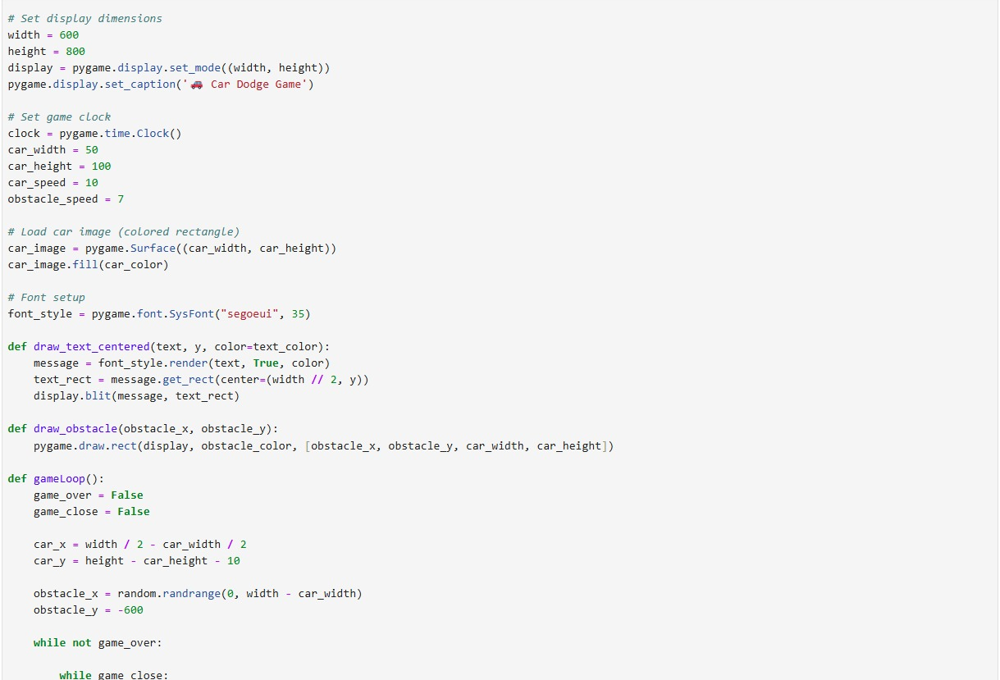 # Set display dimensions
width = 600
height = 800
display = pygame.display.set_mode((width, height))
pygame.display.set_caption('🚗 Car Dodge Game')

# Set game clock
clock = pygame.time.Clock()
car_width = 50
car_height = 100
car_speed = 10
obstacle_speed = 7

# Load car image (colored rectangle)
car_image = pygame.Surface((car_width, car_height))
car_image.fill(car_color)

# Font setup
font_style = pygame.font.SysFont("segoeui", 35)

def draw_text_centered(text, y, color=text_color):
    message = font_style.render(text, True, color)
    text_rect = message.get_rect(center=(width // 2, y))
    display.blit(message, text_rect)

def draw_obstacle(obstacle_x, obstacle_y):
    pygame.draw.rect(display, obstacle_color, [obstacle_x, obstacle_y, car_width, car_height])

def gameLoop():
    game_over = False
    game_close = False

    car_x = width / 2 - car_width / 2
    car_y = height - car_height - 10

    obstacle_x = random.randrange(0, width - car_width)
    obstacle_y = -600

    while not game_over:

        while game_close: